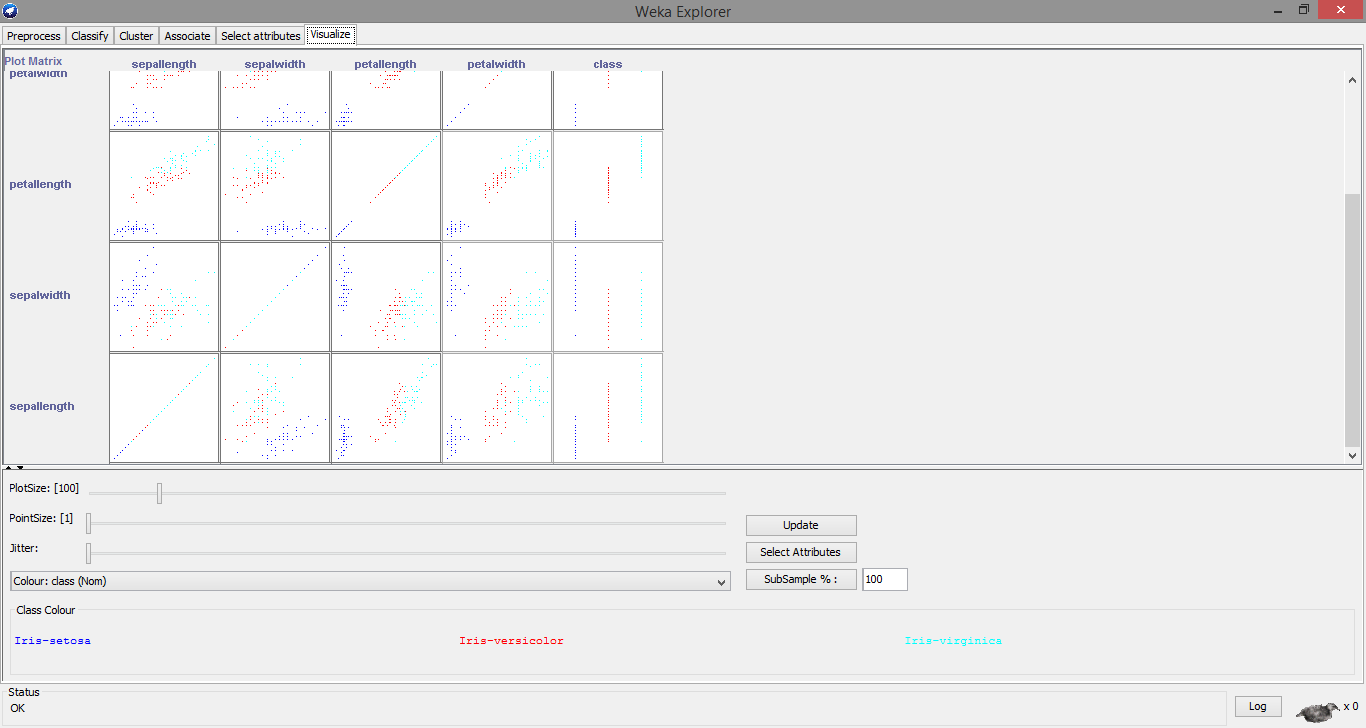 Weka Explorer
Preprocess Classify Cluster Associate Select attributes Visualize
Plot Matrix
sepallength sepalwidth petallength petalwidth class
petalwidth
petallength
sepalwidth
sepallength
PlotSize: [100]
PointSize: [1]
Update
Jitter:
Select Attributes
Colour: class (Nom)
SubSample % :
100
Class Colour
Iris-setosa Iris-versicolor Iris-virginica
Status
OK
Log
x 0